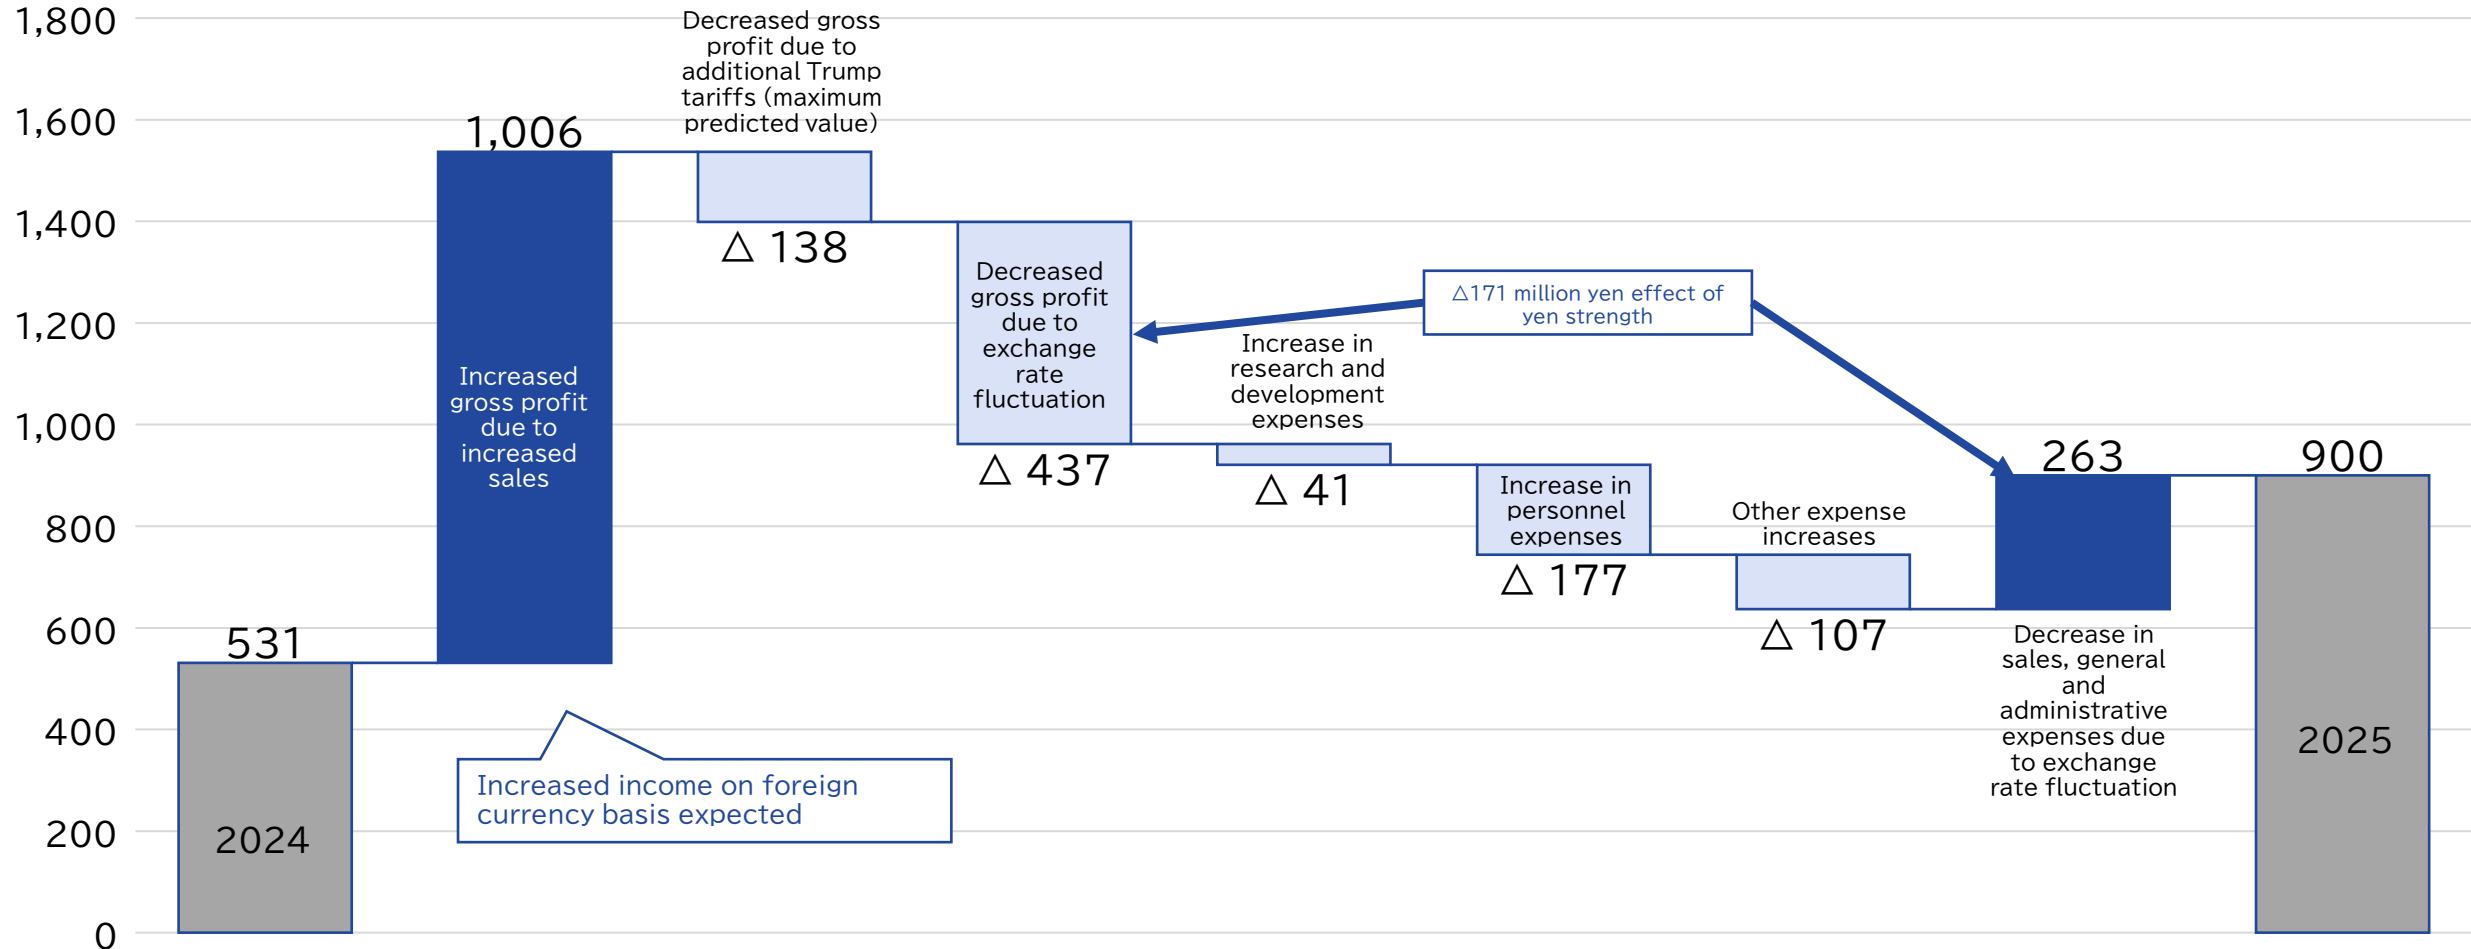 1,800
1,600
1,400
1,200
1,000
800
600
400
200
0
531
2024
1,006
Increased
gross profit
due to
increased
sales
Increased income on foreign
currency basis expected
Decreased gross
profit due to
additional Trump
tariffs (maximum
predicted value)
△ 138
Decreased
gross profit
due to
exchange
rate
fluctuation
△ 437
△171 million yen effect of
yen strength
Increase in
research and
development
expenses
△ 41
Increase in
personnel
expenses
△ 177
Other expense
increases
△ 107
263
Decrease in
sales, general
and
administrative
expenses due
to exchange
rate fluctuation
900
2025